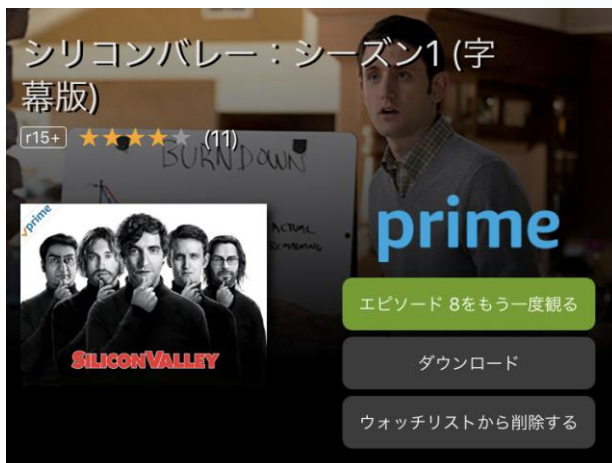 シリコンバレー：シーズン1 (字
幕版)
r15+ (11)
BURNDOWN
ACTUAL
REMAINING
prime
prime
SILICON VALLEY
エピソード 8をもう一度観る
ダウンロード
ウォッチリストから削除する